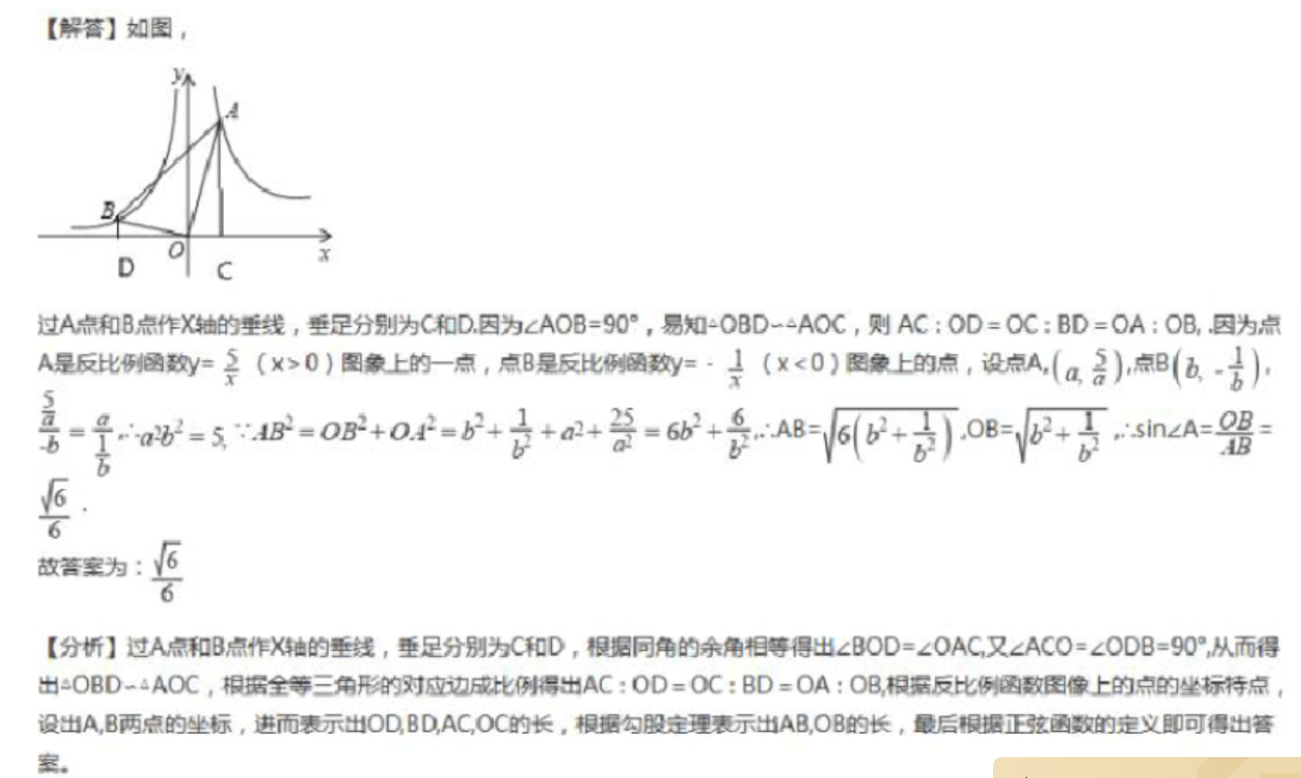 【解答】如图，
y
A
B
O
x
D
C
过A点和B点作X轴的垂线，垂足分别为C和D.因为∠AOB=90°，易知△OBD∽△AOC，则 AC：OD＝OC：BD＝OA：OB, .因为点
A是反比例函数y= 5/x （x>0）图象上的一点，点B是反比例函数y= - 1/x （x<0）图象上的点，设点A,(a, 5/a),点B(b, -1/b),
(5/a)/(-b) = a/(1/b) ,∴a²b² = 5, ∵AB² = OB² + OA² = b² + 1/b² + a² + 25/a² = 6b² + 6/b² ,∴AB=√(6(b² + 1/b²)) ,OB=√(b² + 1/b²) ,∴sin∠A= OB/AB =
√6/6 .
故答案为：√6/6
【分析】过A点和B点作X轴的垂线，垂足分别为C和D，根据同角的余角相等得出∠BOD=∠OAC,又∠ACO=∠ODB=90°,从而得
出△OBD∽△AOC，根据全等三角形的对应边成比例得出AC：OD＝OC：BD＝OA：OB,根据反比例函数图像上的点的坐标特点，
设出A,B两点的坐标，进而表示出OD,BD,AC,OC的长，根据勾股定理表示出AB,OB的长，最后根据正弦函数的定义即可得出答
案。